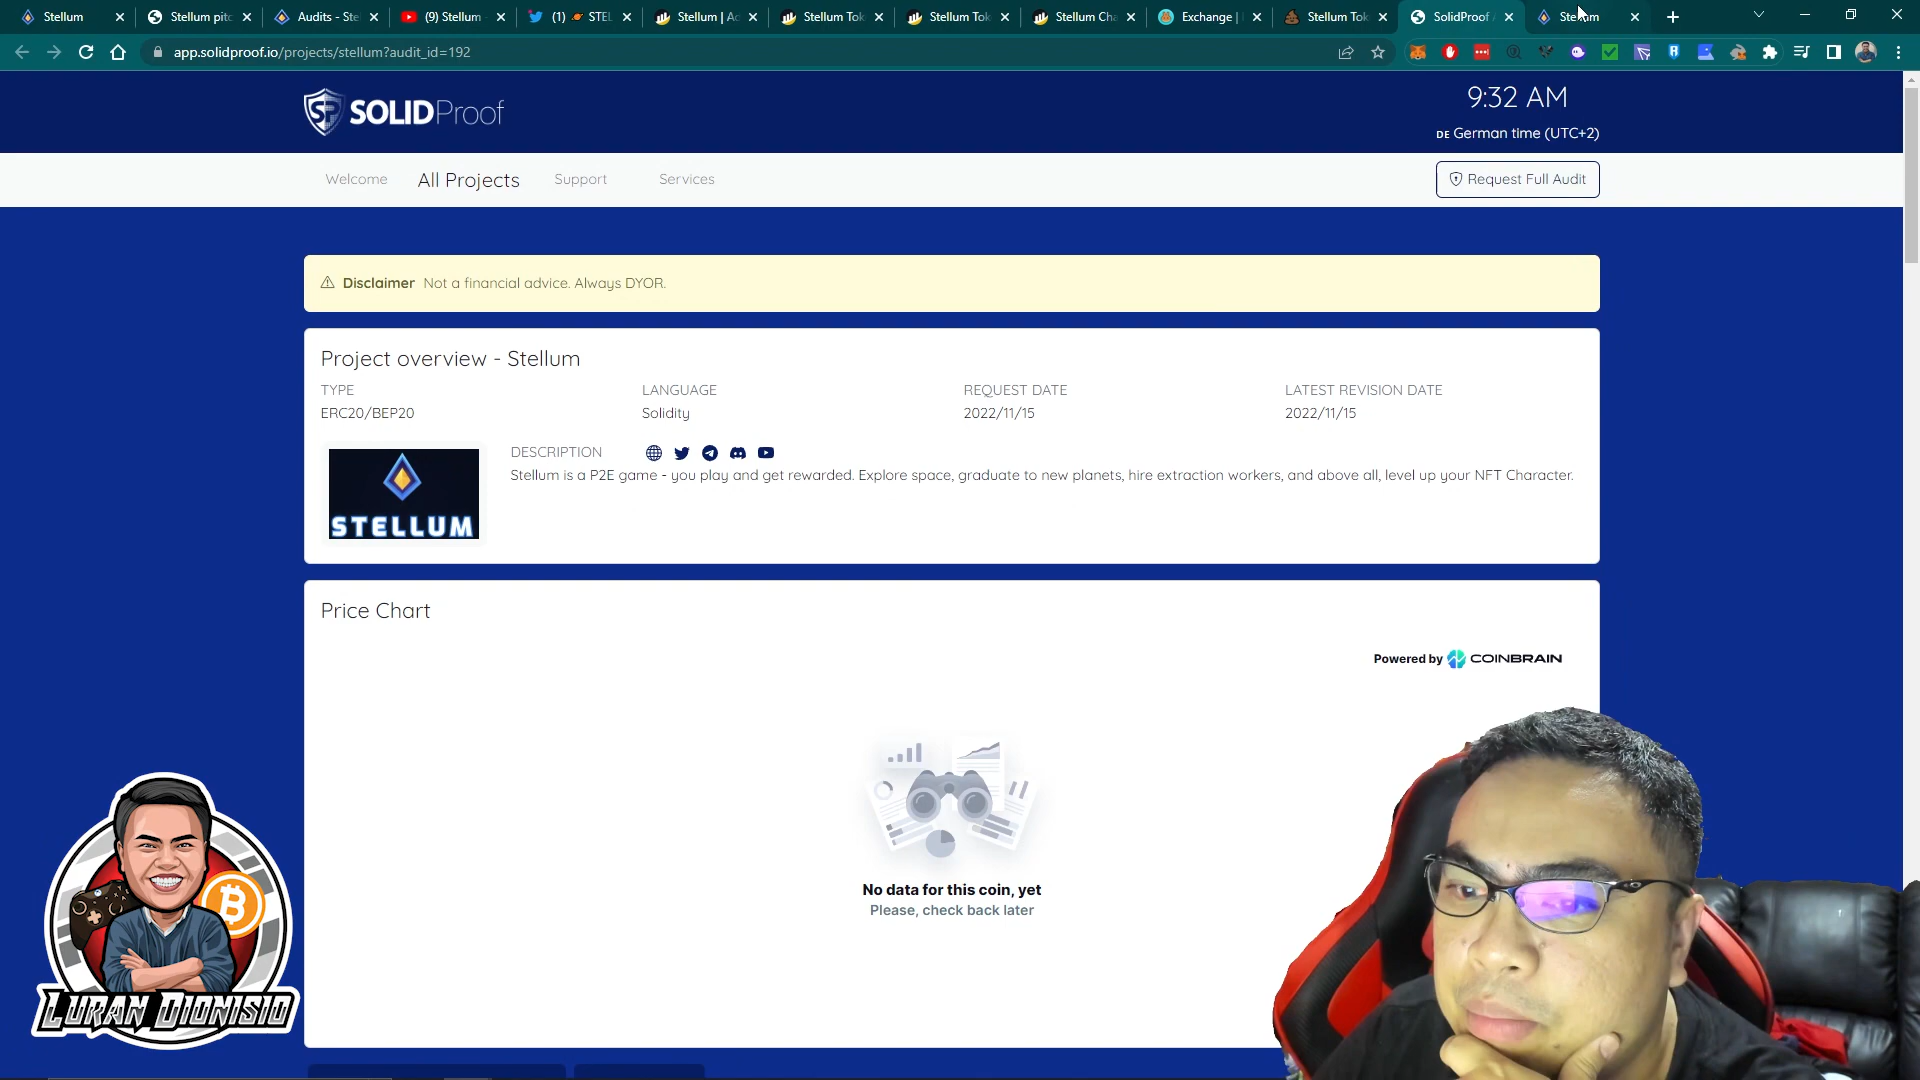 Stellum
Stellum pitc
Audits - Ste
(9) Stellum
(1) STEL
Stellum | Ac
Stellum Tok
Stellum Tok
Stellum Cha
Exchange |
Stellum Tok
SolidProof
app.solidproof.io/projects/stellum?audit_id=192
SP SOLIDProof
9:32 AM
DE German time (UTC+2)
Welcome
All Projects
Support
Services
Request Full Audit
Disclaimer Not a financial advice. Always DYOR.
Project overview - Stellum
TYPE
LANGUAGE
REQUEST DATE
LATEST REVISION DATE
ERC20/BEP20
Solidity
2022/11/15
2022/11/15
DESCRIPTION
Stellum is a P2E game - you play and get rewarded. Explore space, graduate to new planets, hire extraction workers, and above all, level up your NFT Character.
STELLUM
Price Chart
Powered by COINBRAIN
No data for this coin, yet
Please, check back later
LURAN DIONISIO